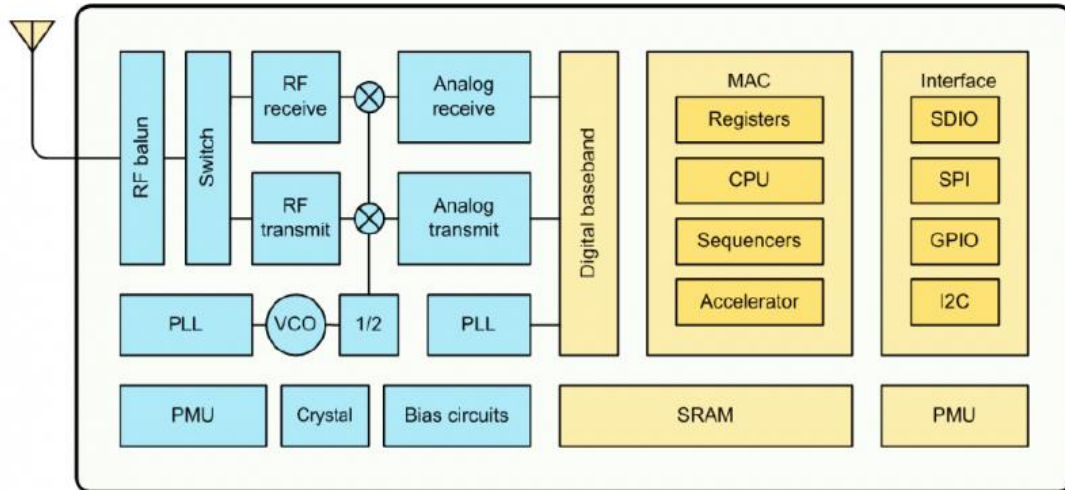 RF balun
Switch
RF
receive
Analog
receive
RF
transmit
Analog
transmit
PLL
VCO
1/2
PLL
Digital baseband
MAC
Registers
CPU
Sequencers
Accelerator
Interface
SDIO
SPI
GPIO
I2C
PMU
Crystal
Bias circuits
SRAM
PMU